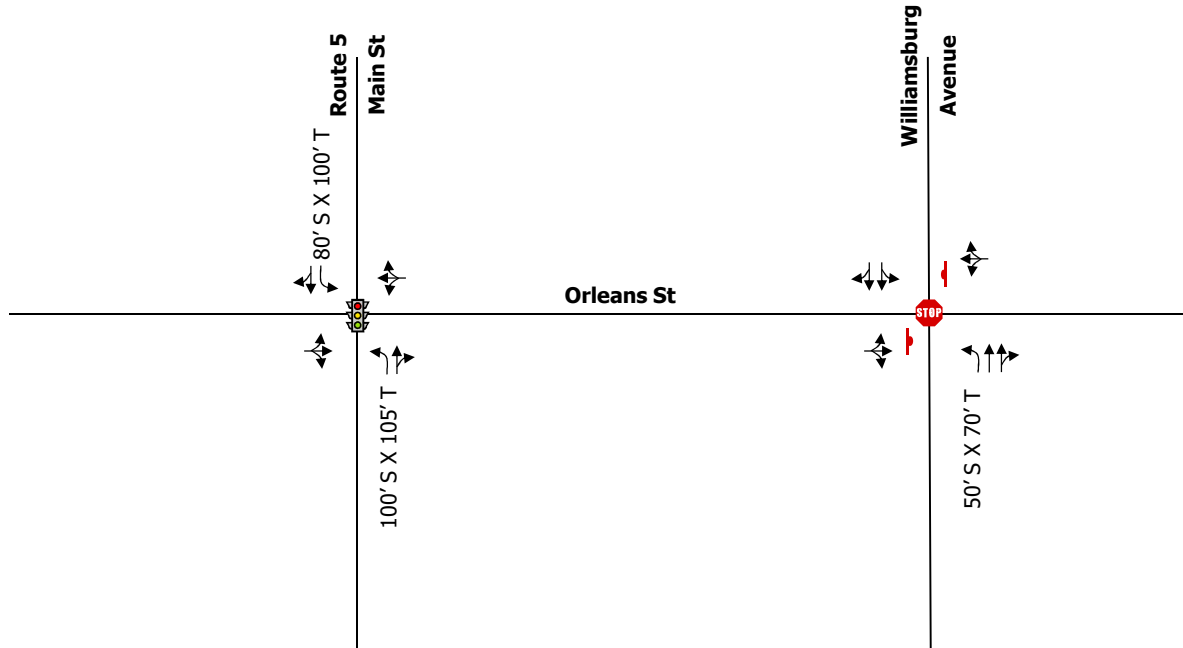 Route 5
Main St
Williamsburg
Avenue
80' S X 100' T
Orleans St
STOP
100' S X 105' T
50' S X 70' T